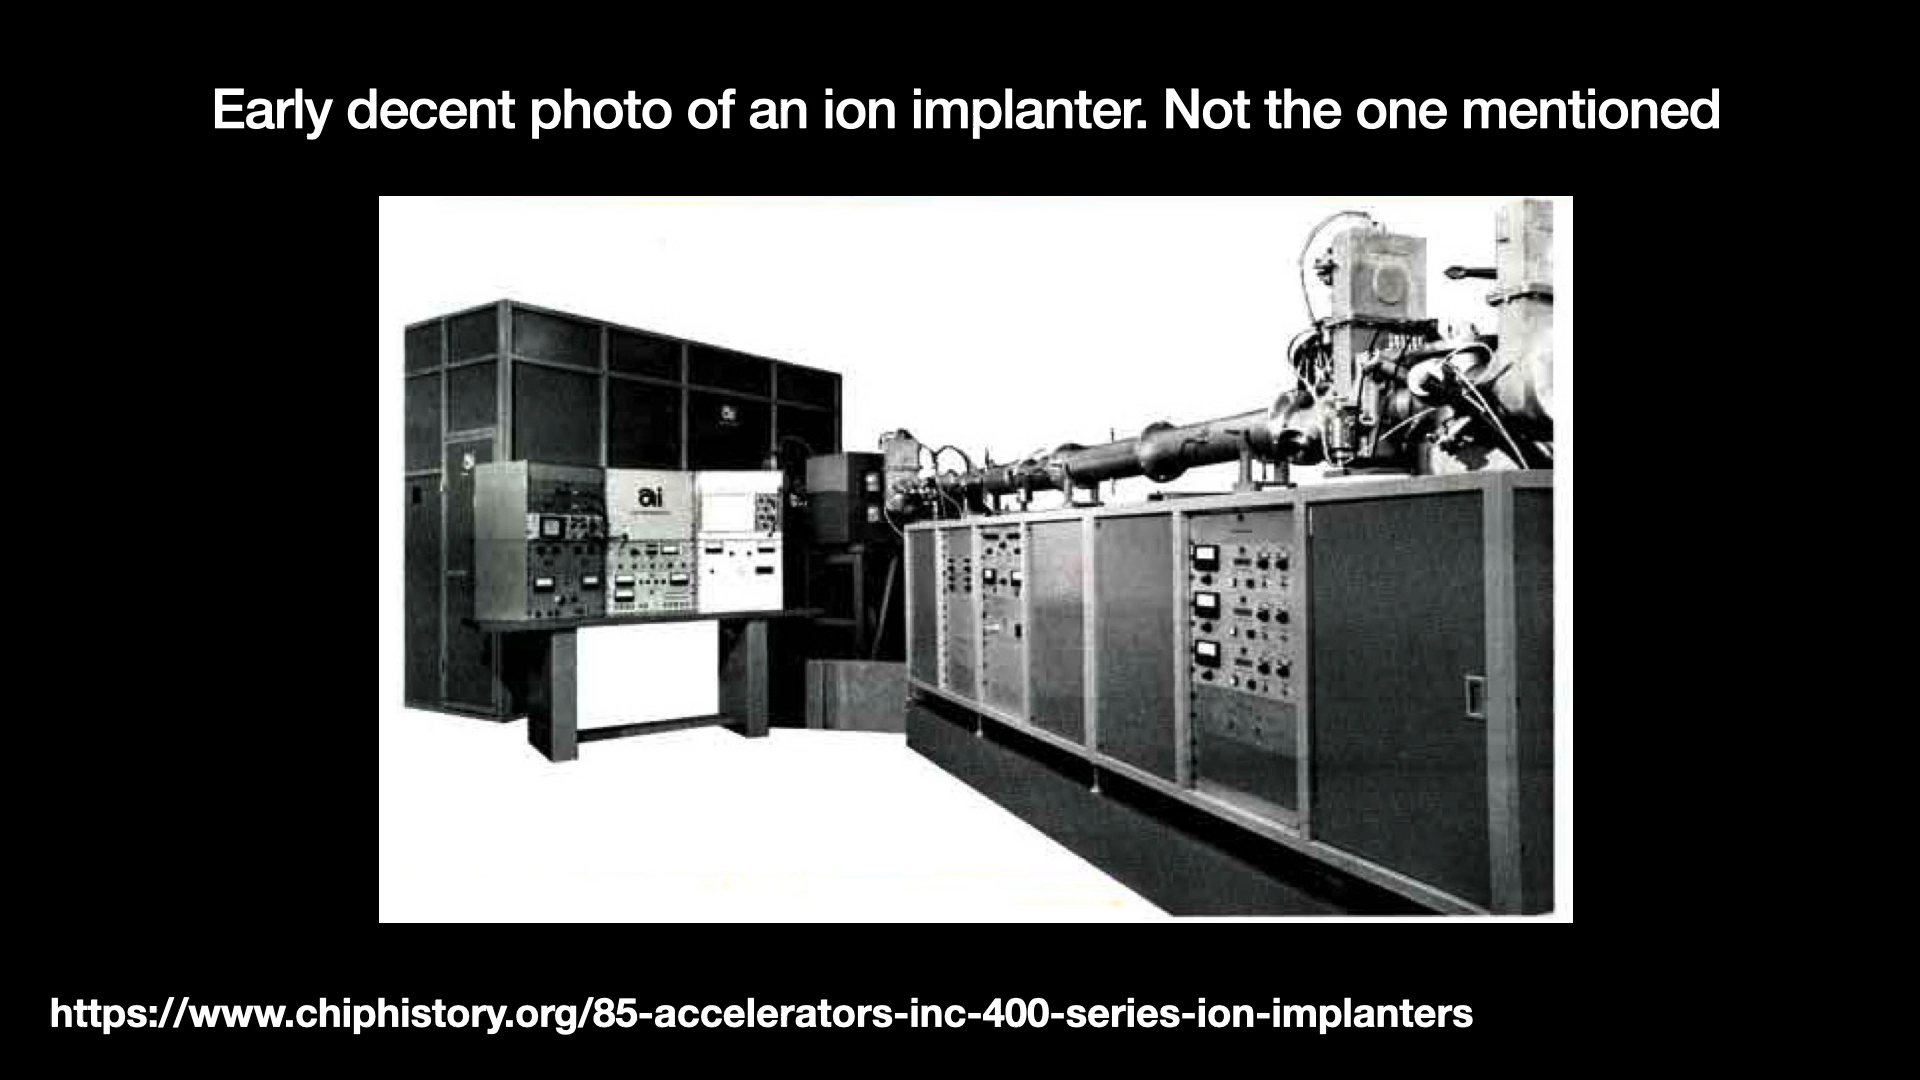 Early decent photo of an ion implanter. Not the one mentioned
ai
ai
https://www.chiphistory.org/85-accelerators-inc-400-series-ion-implanters